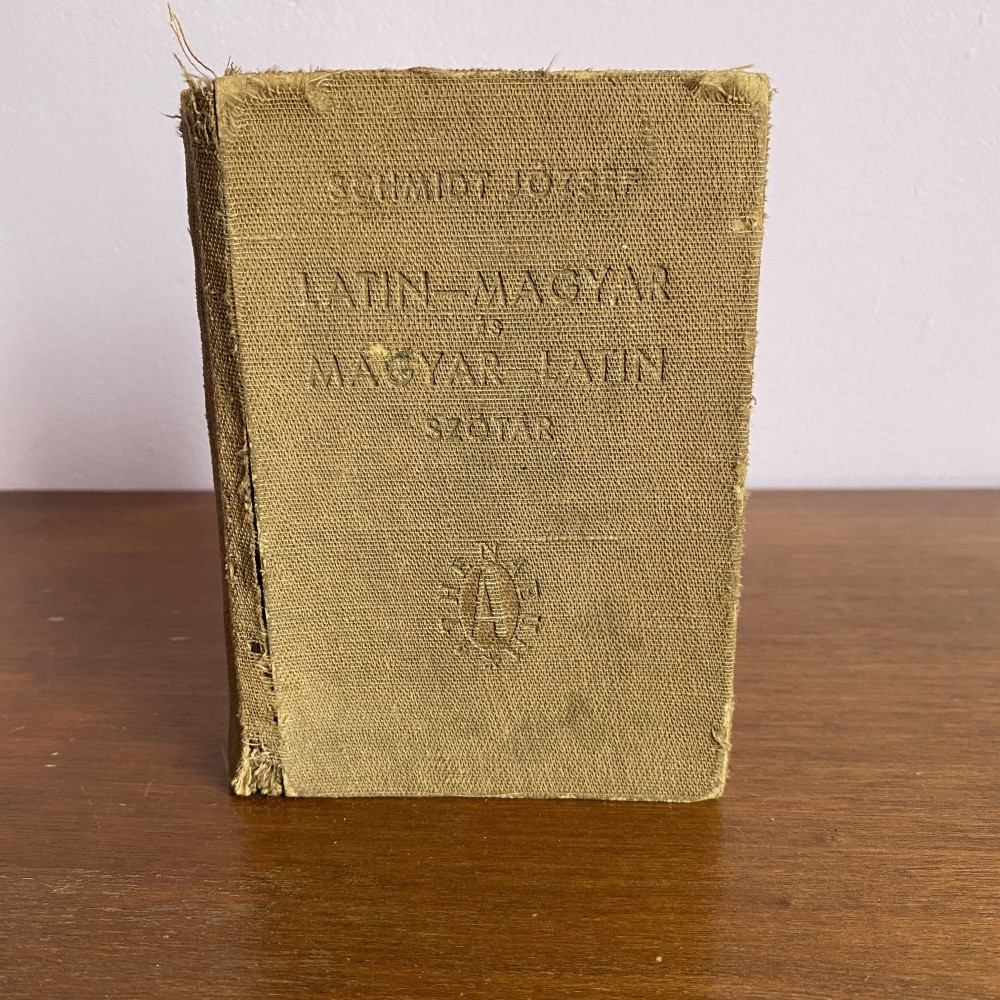 SCHMIDT JÓZSEF
LATIN—MAGYAR
ÉS
MAGYAR—LATIN
SZÓTÁR
A